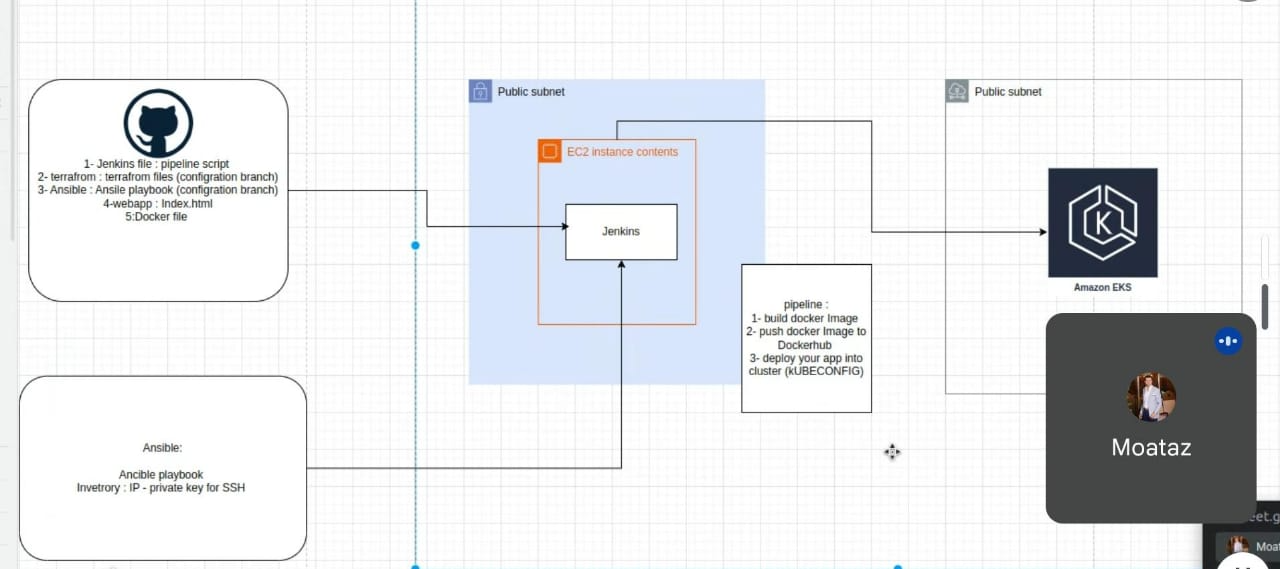 1- Jenkins file : pipeline script
2- terrafrom : terrafrom files (configration branch)
3- Ansible : Ansile playbook (configration branch)
4-webapp : Index.html
5:Docker file
Public subnet
EC2 instance contents
Jenkins
pipeline :
1- build docker Image
2- push docker Image to
Dockerhub
3- deploy your app into
cluster (kUBECONFIG)
Public subnet
Amazon EKS
Ansible:
Ancible playbook
Invetrory : IP - private key for SSH
Moataz